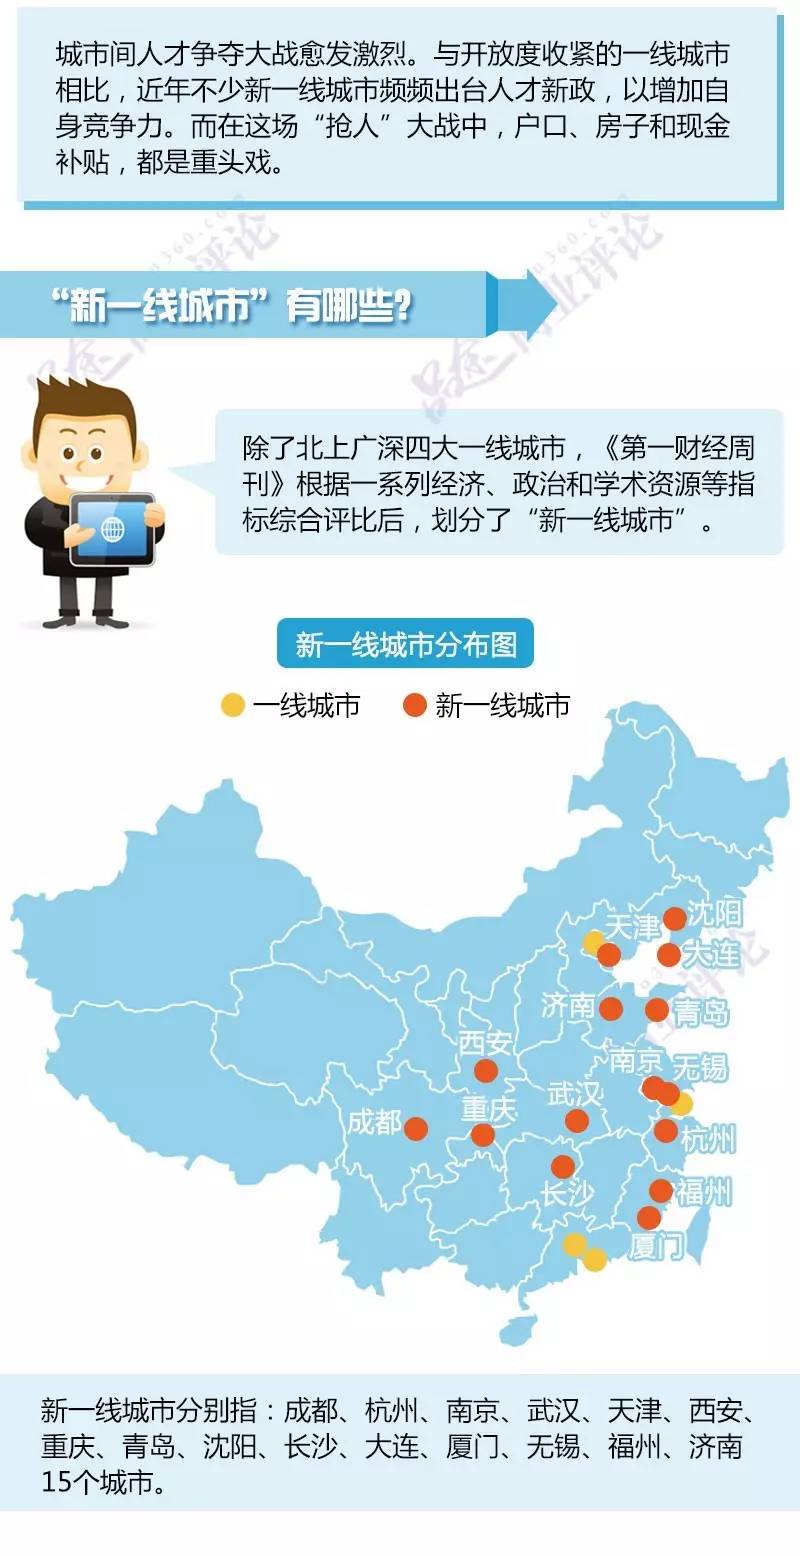 城市间人才争夺大战愈发激烈。与开放度收紧的一线城市
相比，近年不少新一线城市频频出台人才新政，以增加自
身竞争力。而在这场“抢人”大战中，户口、房子和现金
补贴，都是重头戏。
“新一线城市”有哪些？
除了北上广深四大一线城市，《第一财经周
刊》根据一系列经济、政治和学术资源等指
标综合评比后，划分了“新一线城市”。
新一线城市分布图
一线城市 新一线城市
沈阳
天津
大连
济南
青岛
西安
南京
无锡
武汉
重庆
成都
杭州
长沙
福州
厦门
新一线城市分别指：成都、杭州、南京、武汉、天津、西安、
重庆、青岛、沈阳、长沙、大连、厦门、无锡、福州、济南
15个城市。